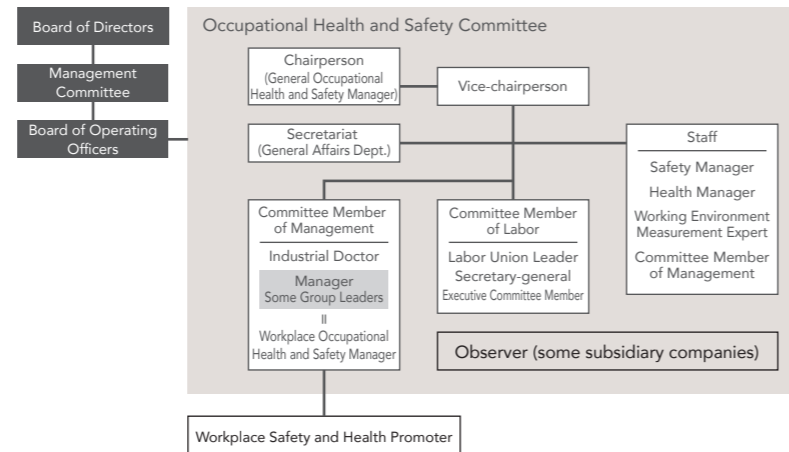 Board of Directors
Management
Committee
Board of Operating
Officers
Occupational Health and Safety Committee
Chairperson
(General Occupational
Health and Safety Manager)
Vice-chairperson
Secretariat
(General Affairs Dept.)
Staff
Safety Manager
Health Manager
Working Environment
Measurement Expert
Committee Member
of Management
Committee Member
of Management
Industrial Doctor
Manager
Some Group Leaders
=
Workplace Occupational
Health and Safety Manager
Committee Member
of Labor
Labor Union Leader
Secretary-general
Executive Committee Member
Observer (some subsidiary companies)
Workplace Safety and Health Promoter